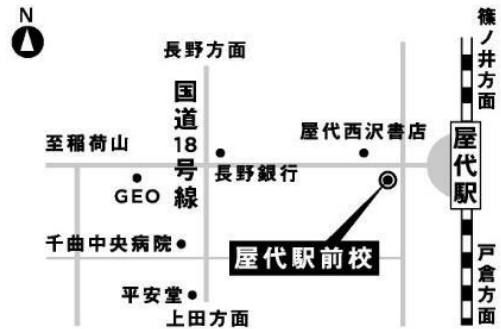 N
長野方面
篠ノ井方面
国道18号線
屋代西沢書店
至稲荷山
屋代駅
長野銀行
GEO
千曲中央病院
屋代駅前校
戸倉方面
平安堂
上田方面